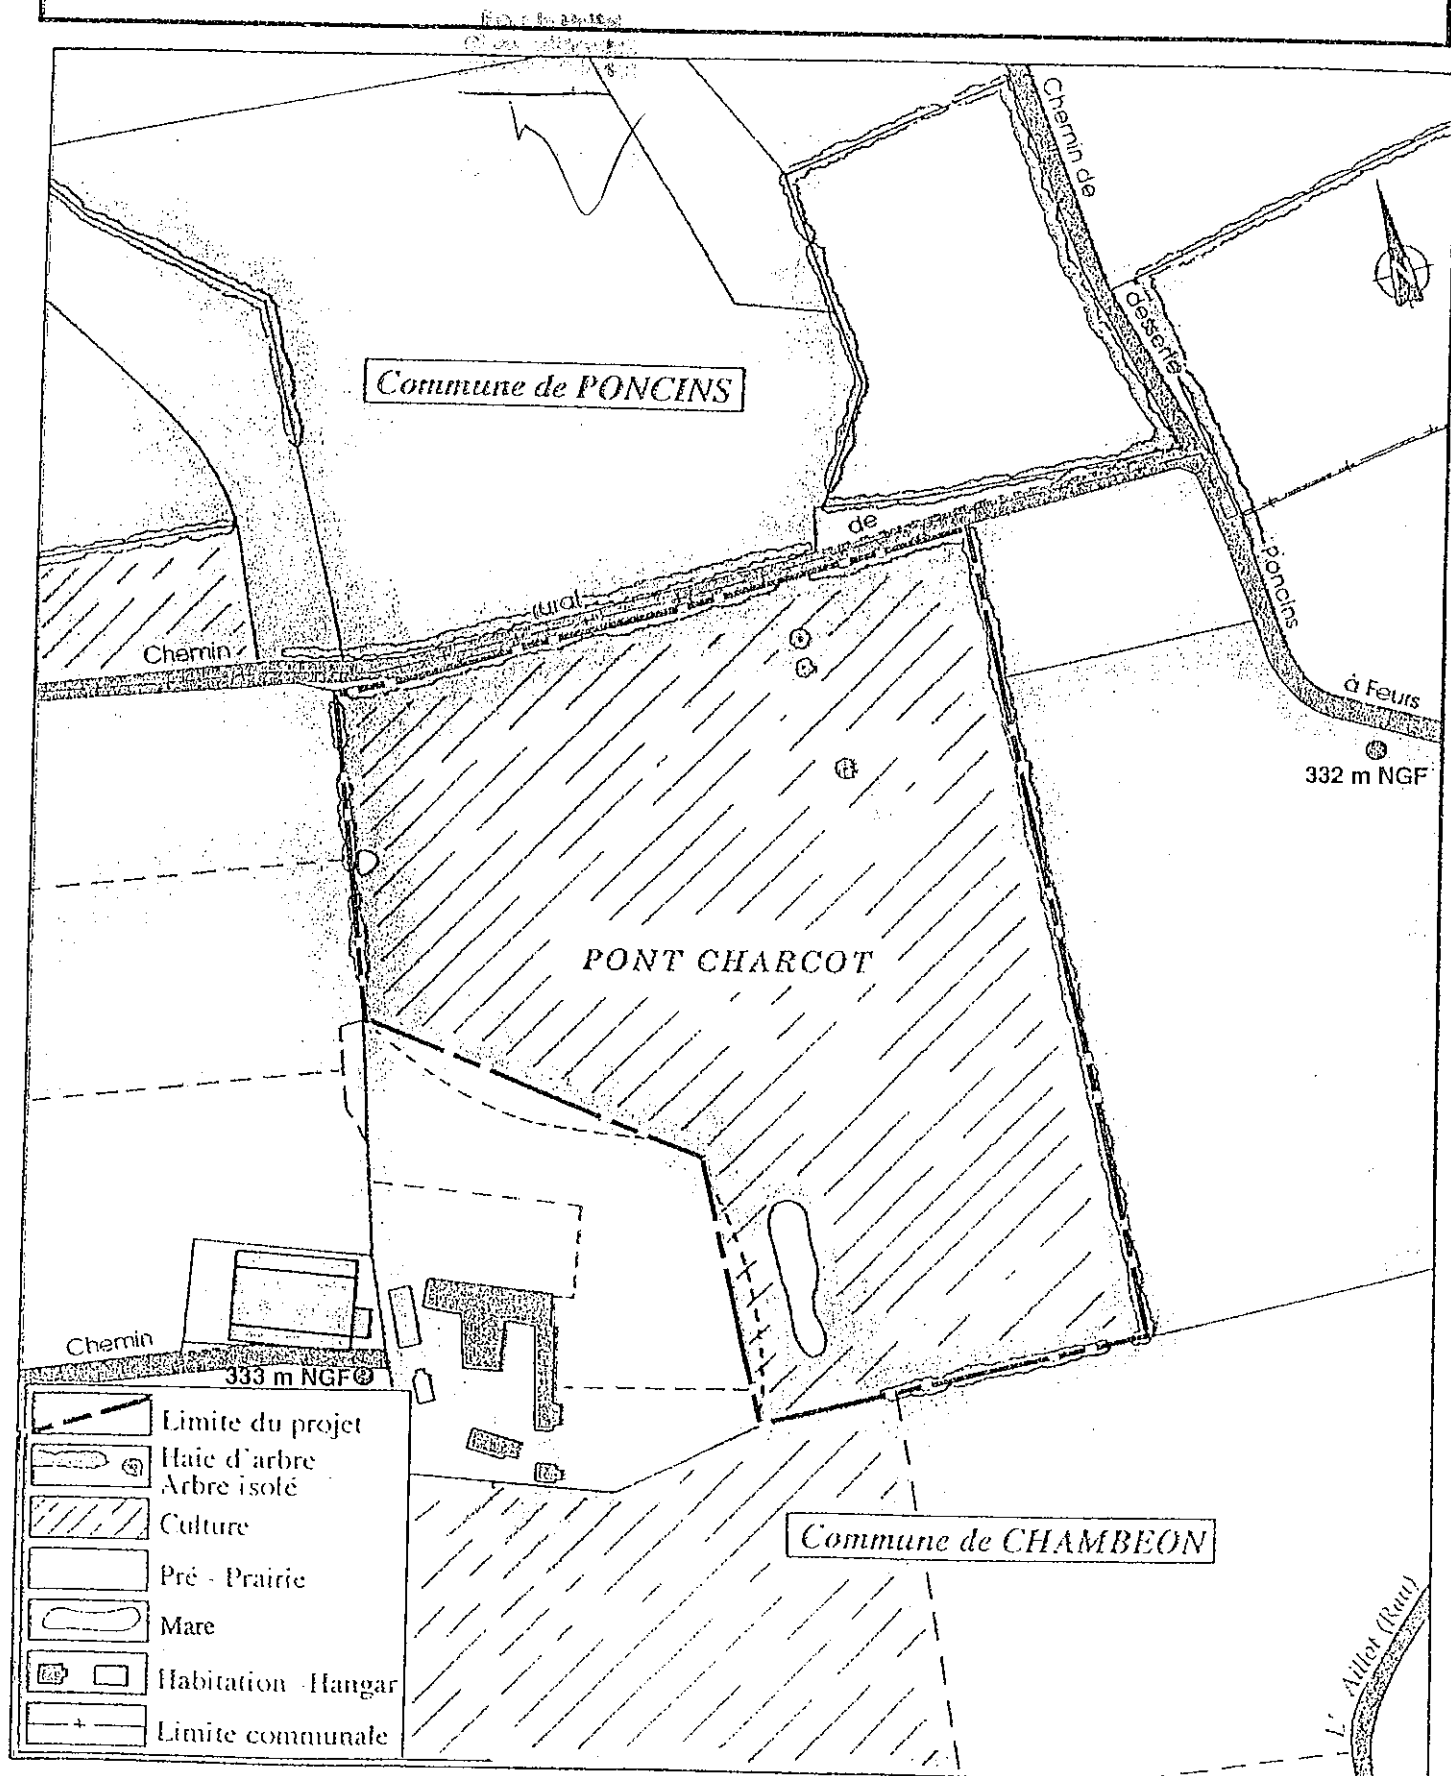 Chemin de
desserte
Commune de PONCINS
de
rural
Chemin
Poncins
à Feurs
332 m NGF
PONT CHARCOT
Chemin
333 m NGF
Limite du projet
Haie d'arbre
Arbre isolé
Culture
Pré - Prairie
Mare
Habitation - Hangar
Limite communale
Commune de CHAMBEON
L' Aillot (Rau)